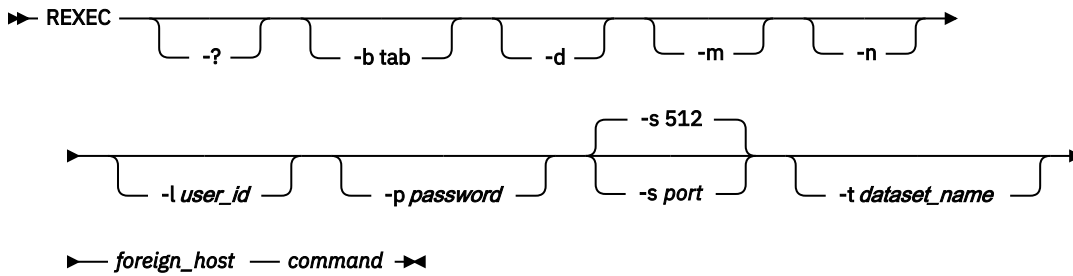 REXEC
-? -b tab -d -m -n
-s 512
-l user_id -p password -s port -t dataset_name
foreign_host command